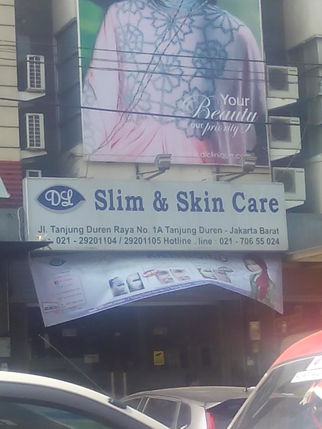 Your
Beauty
our priority
DSL
Slim & Skin Care
Jl. Tanjung Duren Raya No. 1A Tanjung Duren - Jakarta Barat
021 - 29201104 / 29201105 Hotline line : 021 - 706 55 024